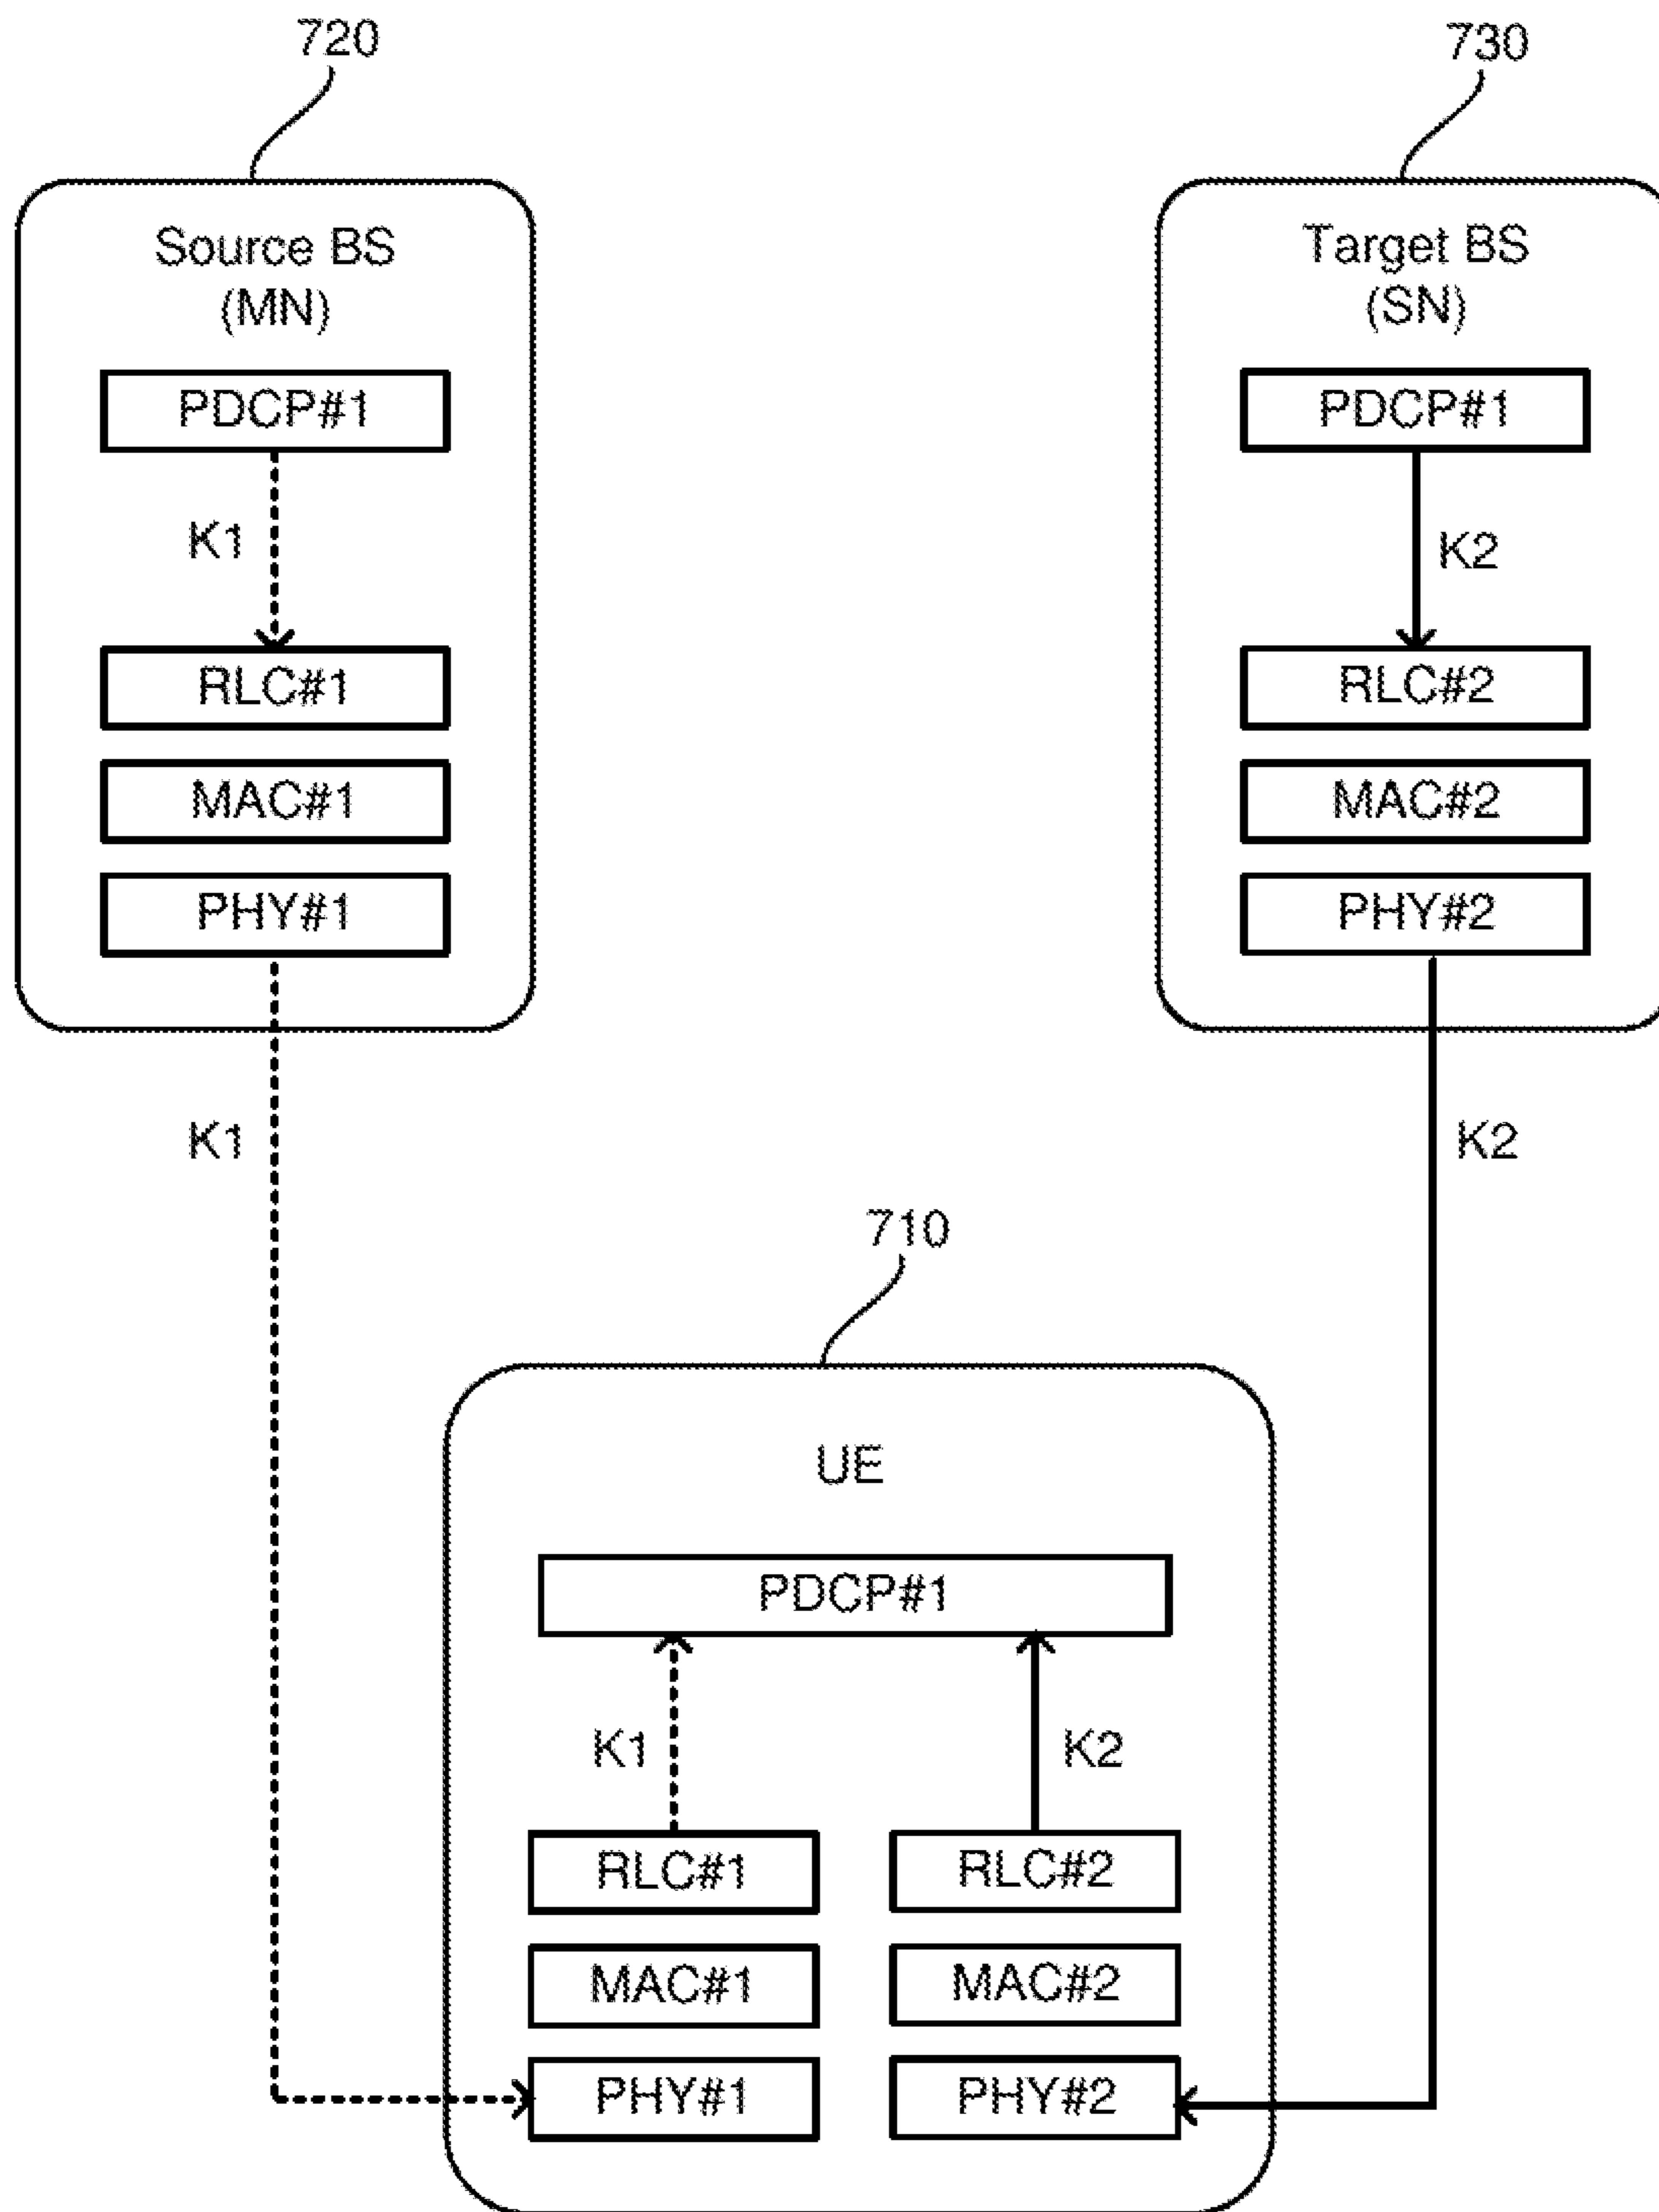 720
Source BS
(MN)
PDCP#1
K1
RLC#1
MAC#1
PHY#1
K1
730
Target BS
(SN)
PDCP#1
K2
RLC#2
MAC#2
PHY#2
K2
710
UE
PDCP#1
K1
K2
RLC#1
RLC#2
MAC#1
MAC#2
PHY#1
PHY#2